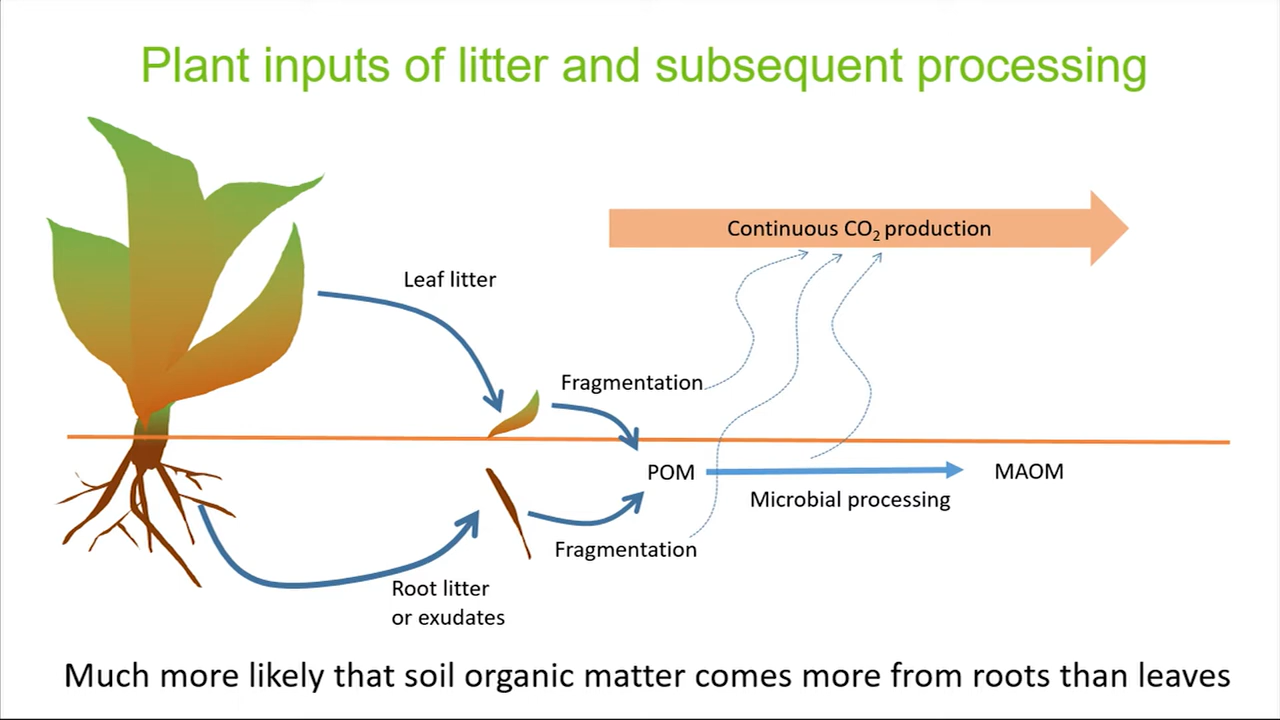 Plant inputs of litter and subsequent processing
Continuous CO₂ production
Leaf litter
Fragmentation
POM
MAOM
Microbial processing
Fragmentation
Root litter
or exudates
Much more likely that soil organic matter comes more from roots than leaves